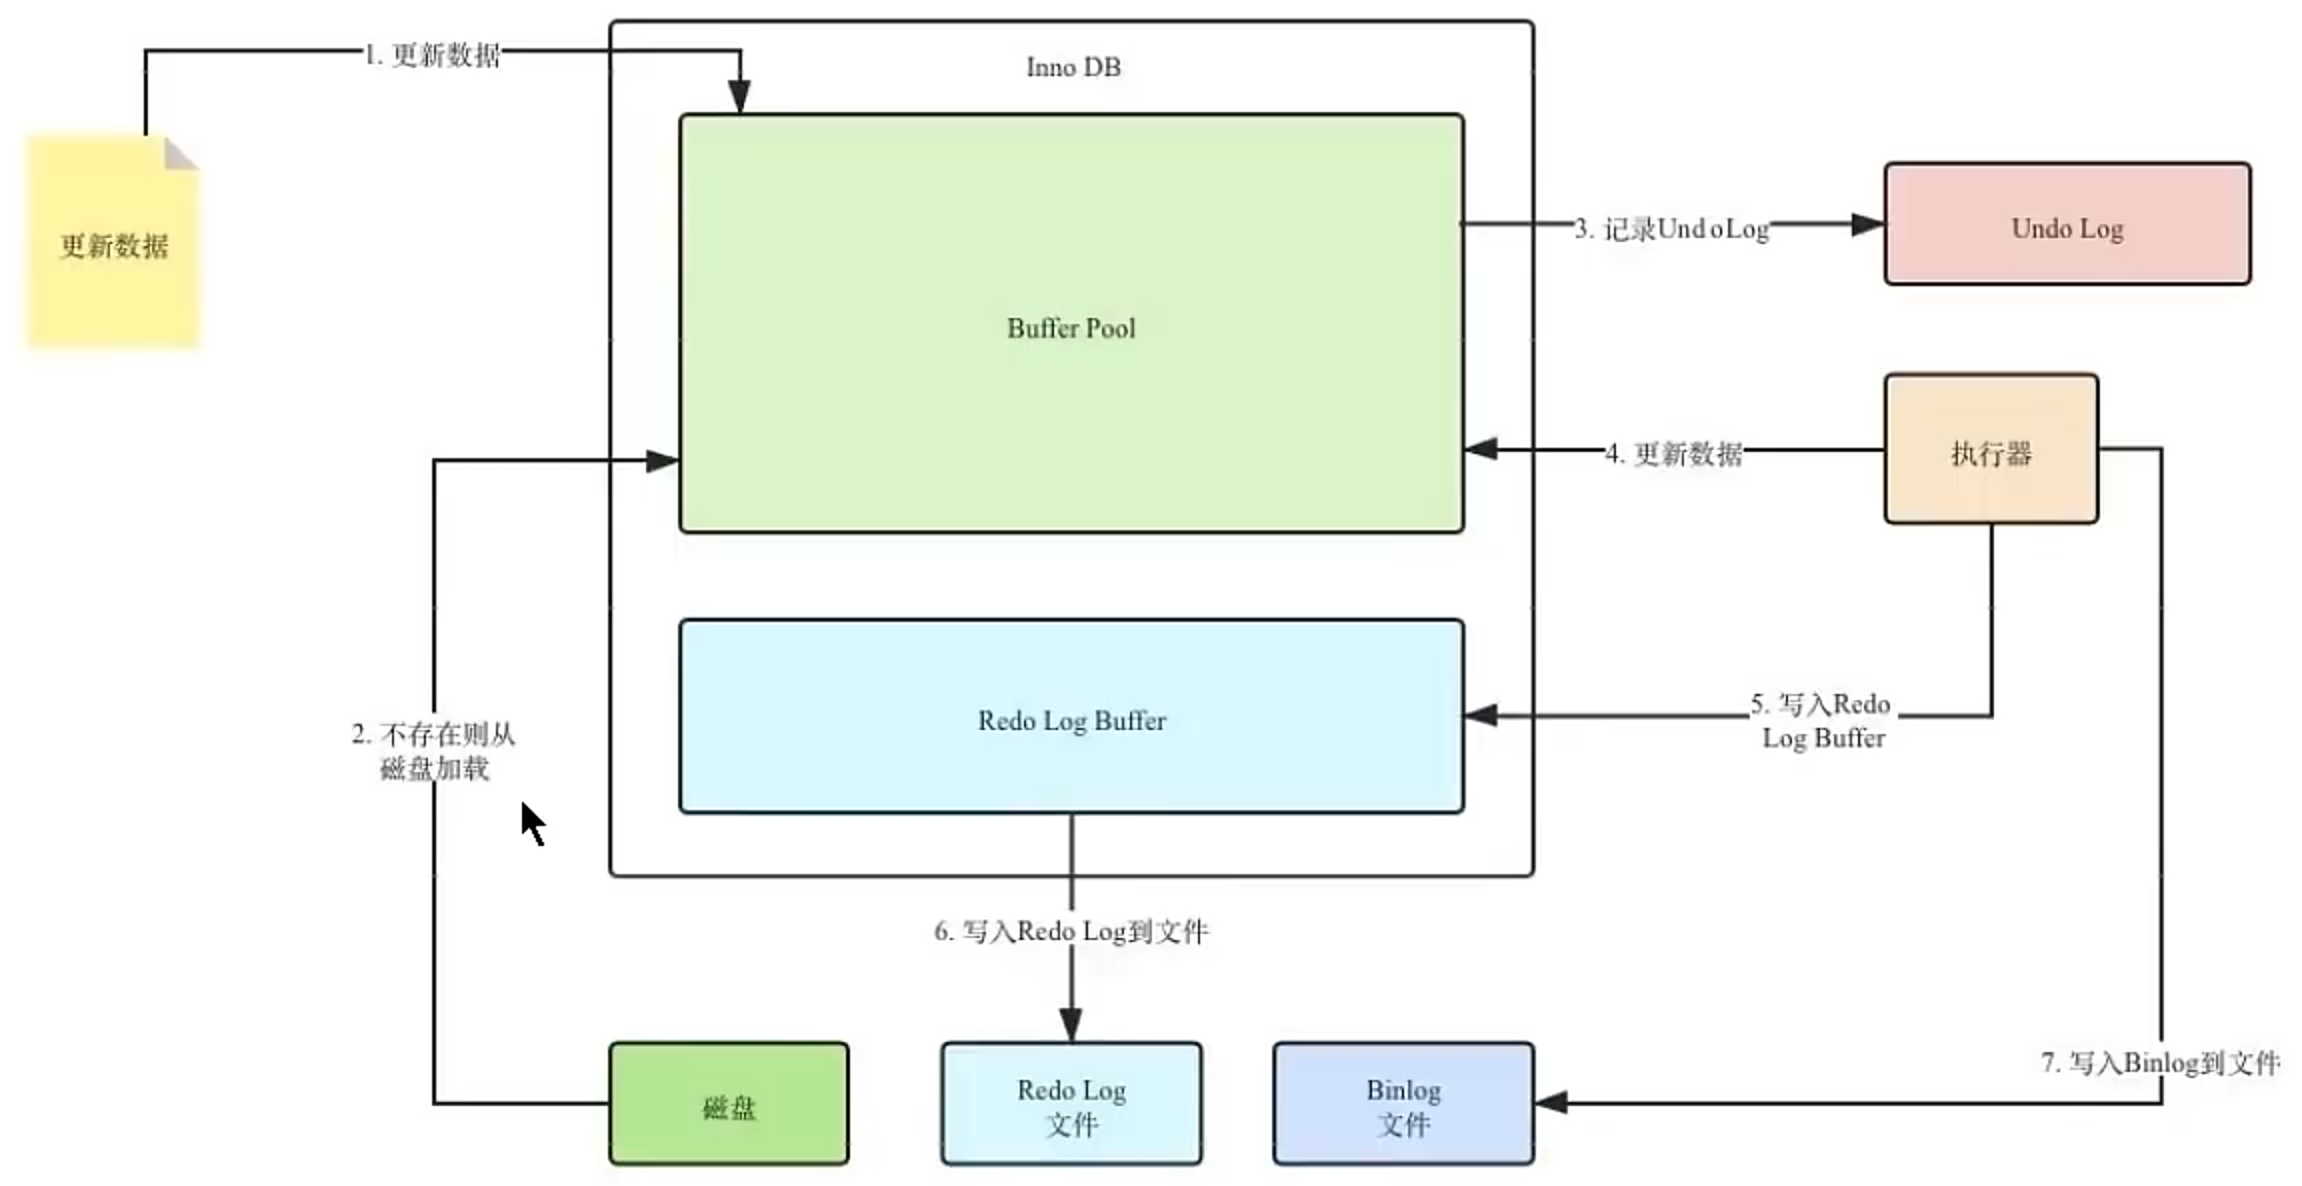 1. 更新数据
Inno DB
更新数据
Buffer Pool
3. 记录UndoLog
Undo Log
4. 更新数据
执行器
2. 不存在则从
磁盘加载
Redo Log Buffer
5. 写入Redo
Log Buffer
6. 写入Redo Log到文件
7. 写入Binlog到文件
磁盘
Redo Log
文件
Binlog
文件